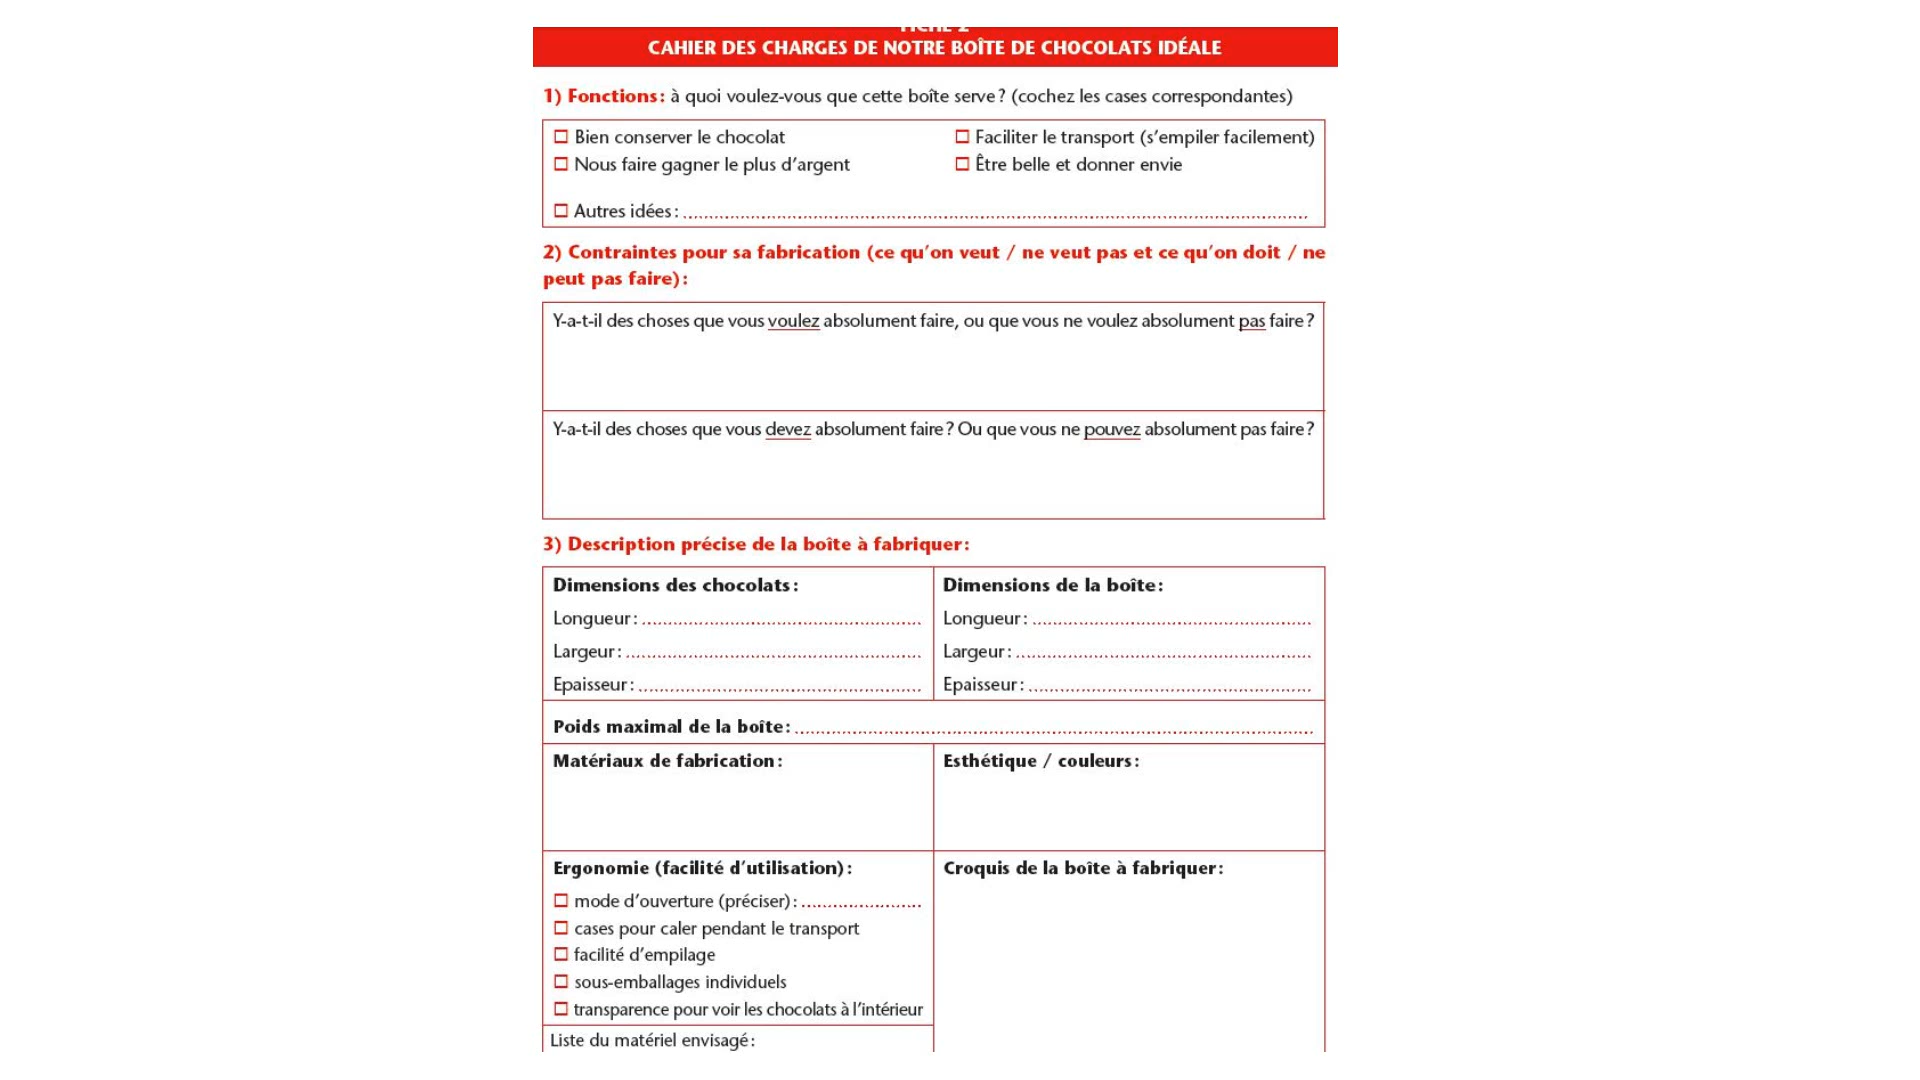 FICHE 2
CAHIER DES CHARGES DE NOTRE BOÎTE DE CHOCOLATS IDÉALE
1) Fonctions : à quoi voulez-vous que cette boîte serve ? (cochez les cases correspondantes)
☐ Bien conserver le chocolat
☐ Faciliter le transport (s’empiler facilement)
☐ Nous faire gagner le plus d’argent
☐ Être belle et donner envie
☐ Autres idées : ........................................
2) Contraintes pour sa fabrication (ce qu’on veut / ne veut pas et ce qu’on doit / ne
peut pas faire) :
Y-a-t-il des choses que vous voulez absolument faire, ou que vous ne voulez absolument pas faire ?
Y-a-t-il des choses que vous devez absolument faire ? Ou que vous ne pouvez absolument pas faire ?
3) Description précise de la boîte à fabriquer :
Dimensions des chocolats :
Longueur : ........................................
Largeur : ........................................
Epaisseur : ........................................
Dimensions de la boîte :
Longueur : ........................................
Largeur : ........................................
Epaisseur : ........................................
Poids maximal de la boîte : ........................................
Matériaux de fabrication :
Esthétique / couleurs :
Ergonomie (facilité d’utilisation) :
☐ mode d’ouverture (préciser) : ....................
☐ cases pour caler pendant le transport
☐ facilité d’empilage
☐ sous-emballages individuels
☐ transparence pour voir les chocolats à l’intérieur
Croquis de la boîte à fabriquer :
Liste du matériel envisagé :